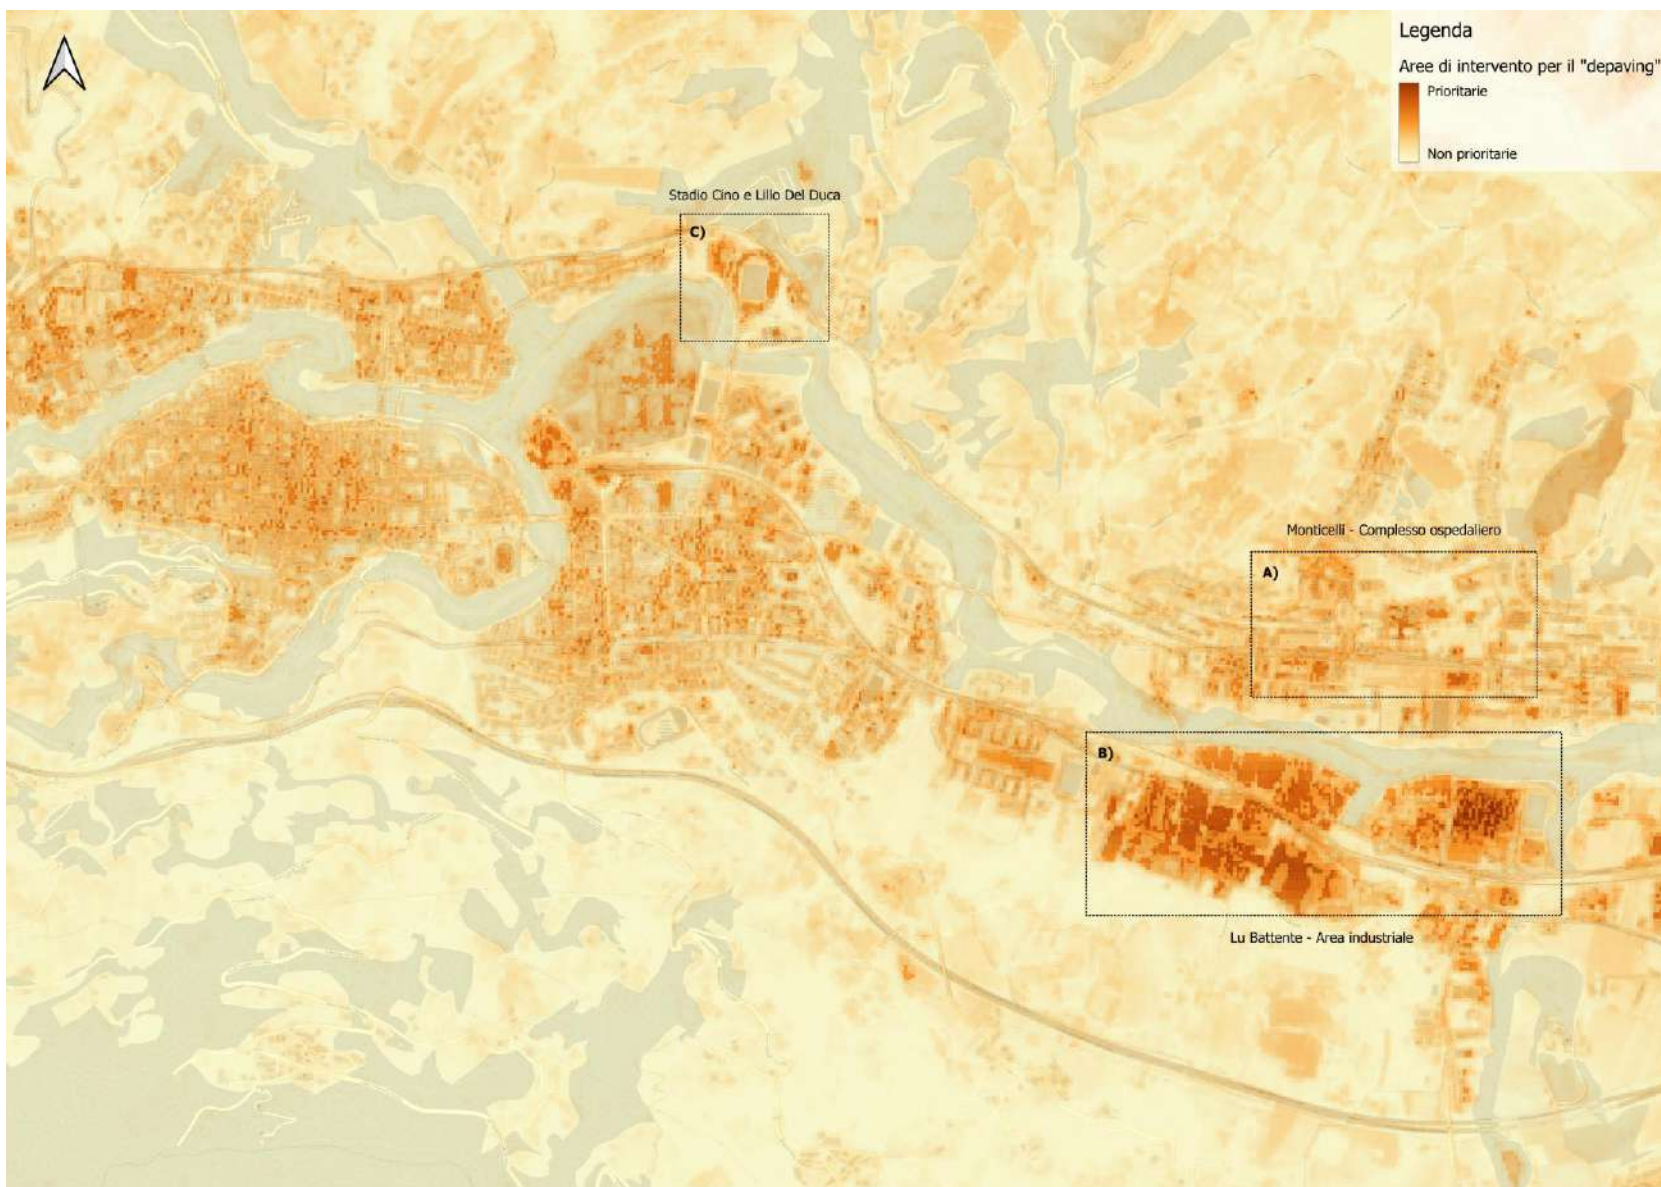 Legenda
Aree di intervento per il "depaving"
Prioritarie
Non prioritarie
Stadio Cino e Lillo Del Duca
C)
Monticelli - Complesso ospedaliero
A)
B)
Lu Battente - Area industriale